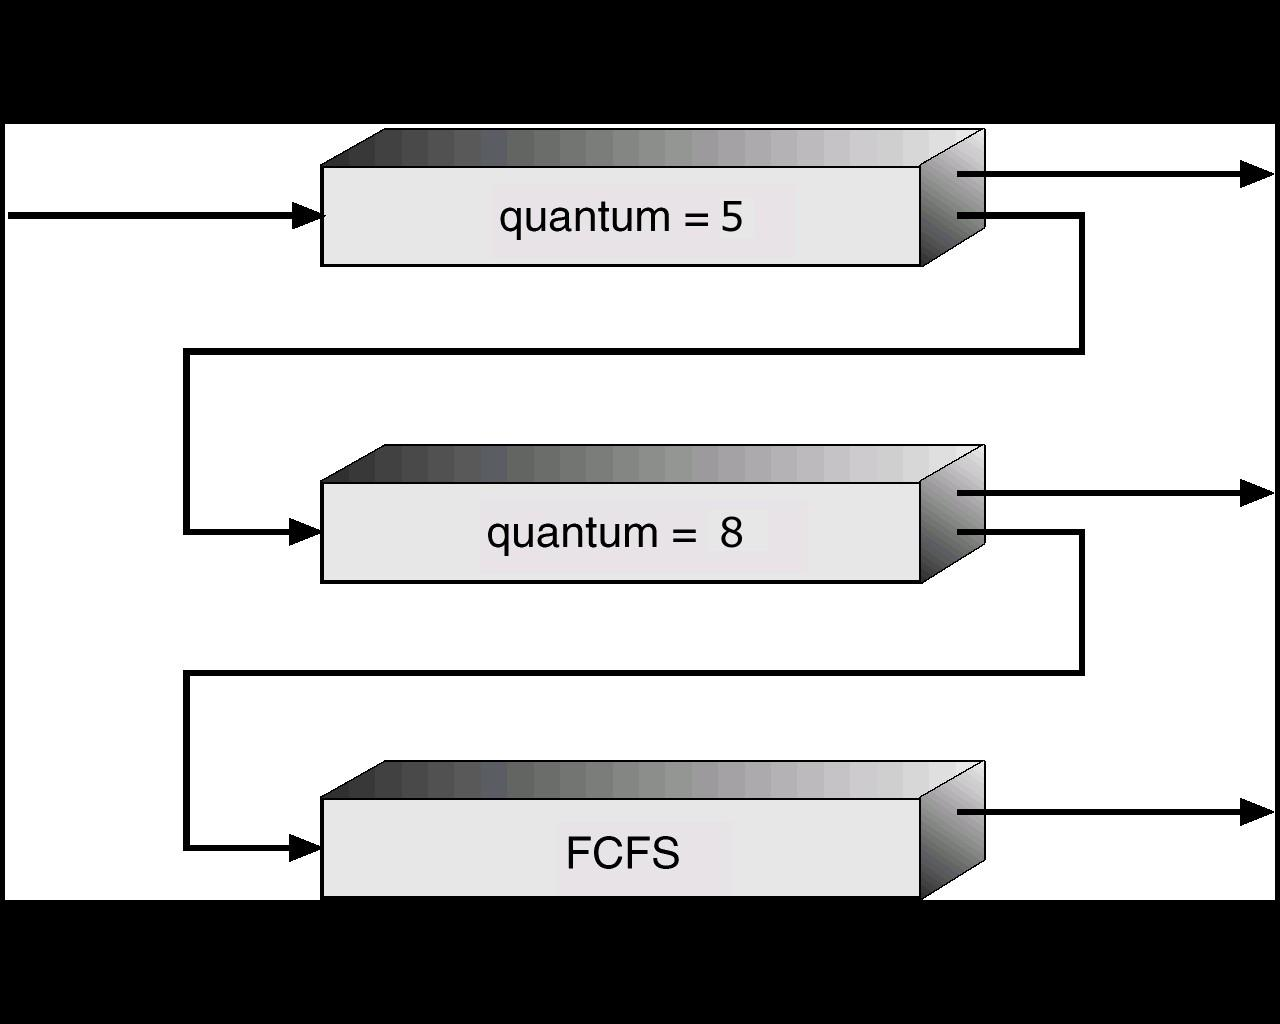 quantum = 5
quantum = 8
FCFS